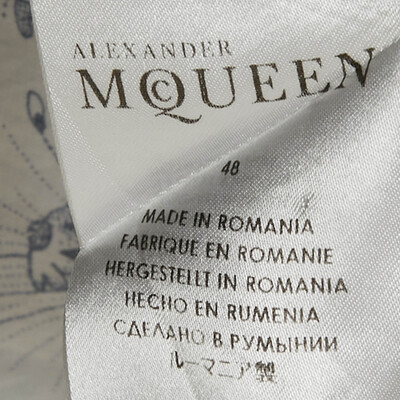 ALEXANDER
McQUEEN
48
MADE IN ROMANIA
FABRIQUE EN ROMANIE
HERGESTELLT IN ROMANIA
HECHO EN RUMENIA
СДЕЛАНО В РУМЫНИИ
ルーマニア製